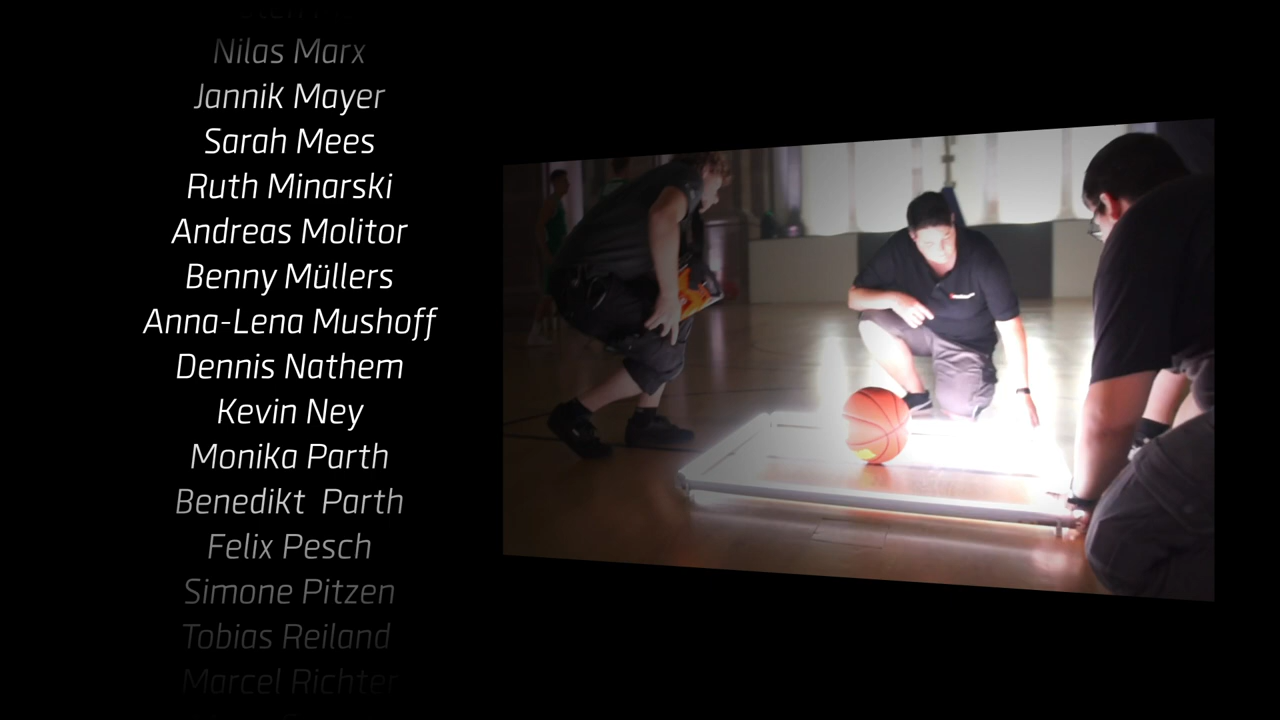 Nilas Marx
Jannik Mayer
Sarah Mees
Ruth Minarski
Andreas Molitor
Benny Müllers
Anna-Lena Mushoff
Dennis Nathem
Kevin Ney
Monika Parth
Benedikt  Parth
Felix Pesch
Simone Pitzen
Tobias Reiland
Marcel Richter